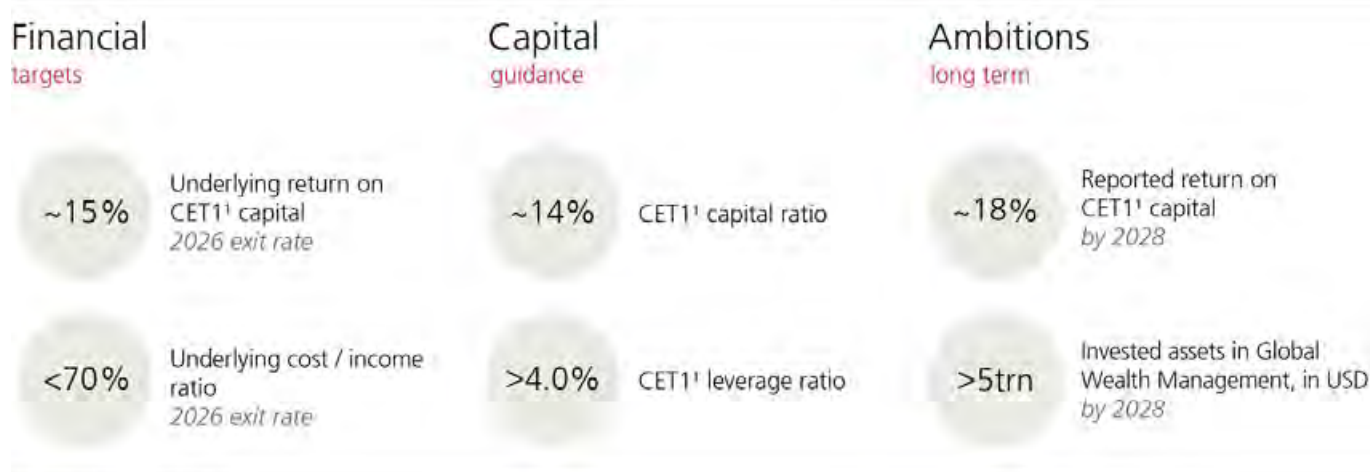 Financial
targets
~15%
Underlying return on
CET1¹ capital
2026 exit rate
<70%
Underlying cost / income
ratio
2026 exit rate
Capital
guidance
~14%
CET1¹ capital ratio
>4.0%
CET1¹ leverage ratio
Ambitions
long term
~18%
Reported return on
CET1¹ capital
by 2028
>5trn
Invested assets in Global
Wealth Management, in USD
by 2028